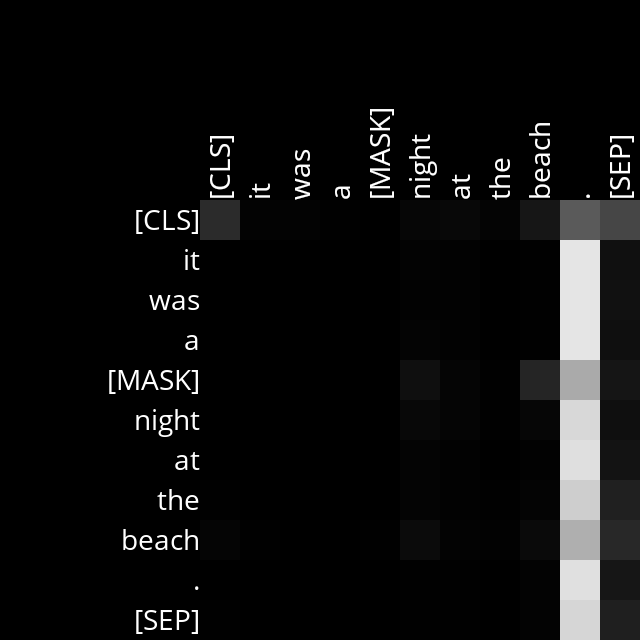 [CLS]
it
was
a
[MASK]
night
at
the
beach
.
[SEP]
[CLS]
it
was
a
[MASK]
night
at
the
beach
.
[SEP]